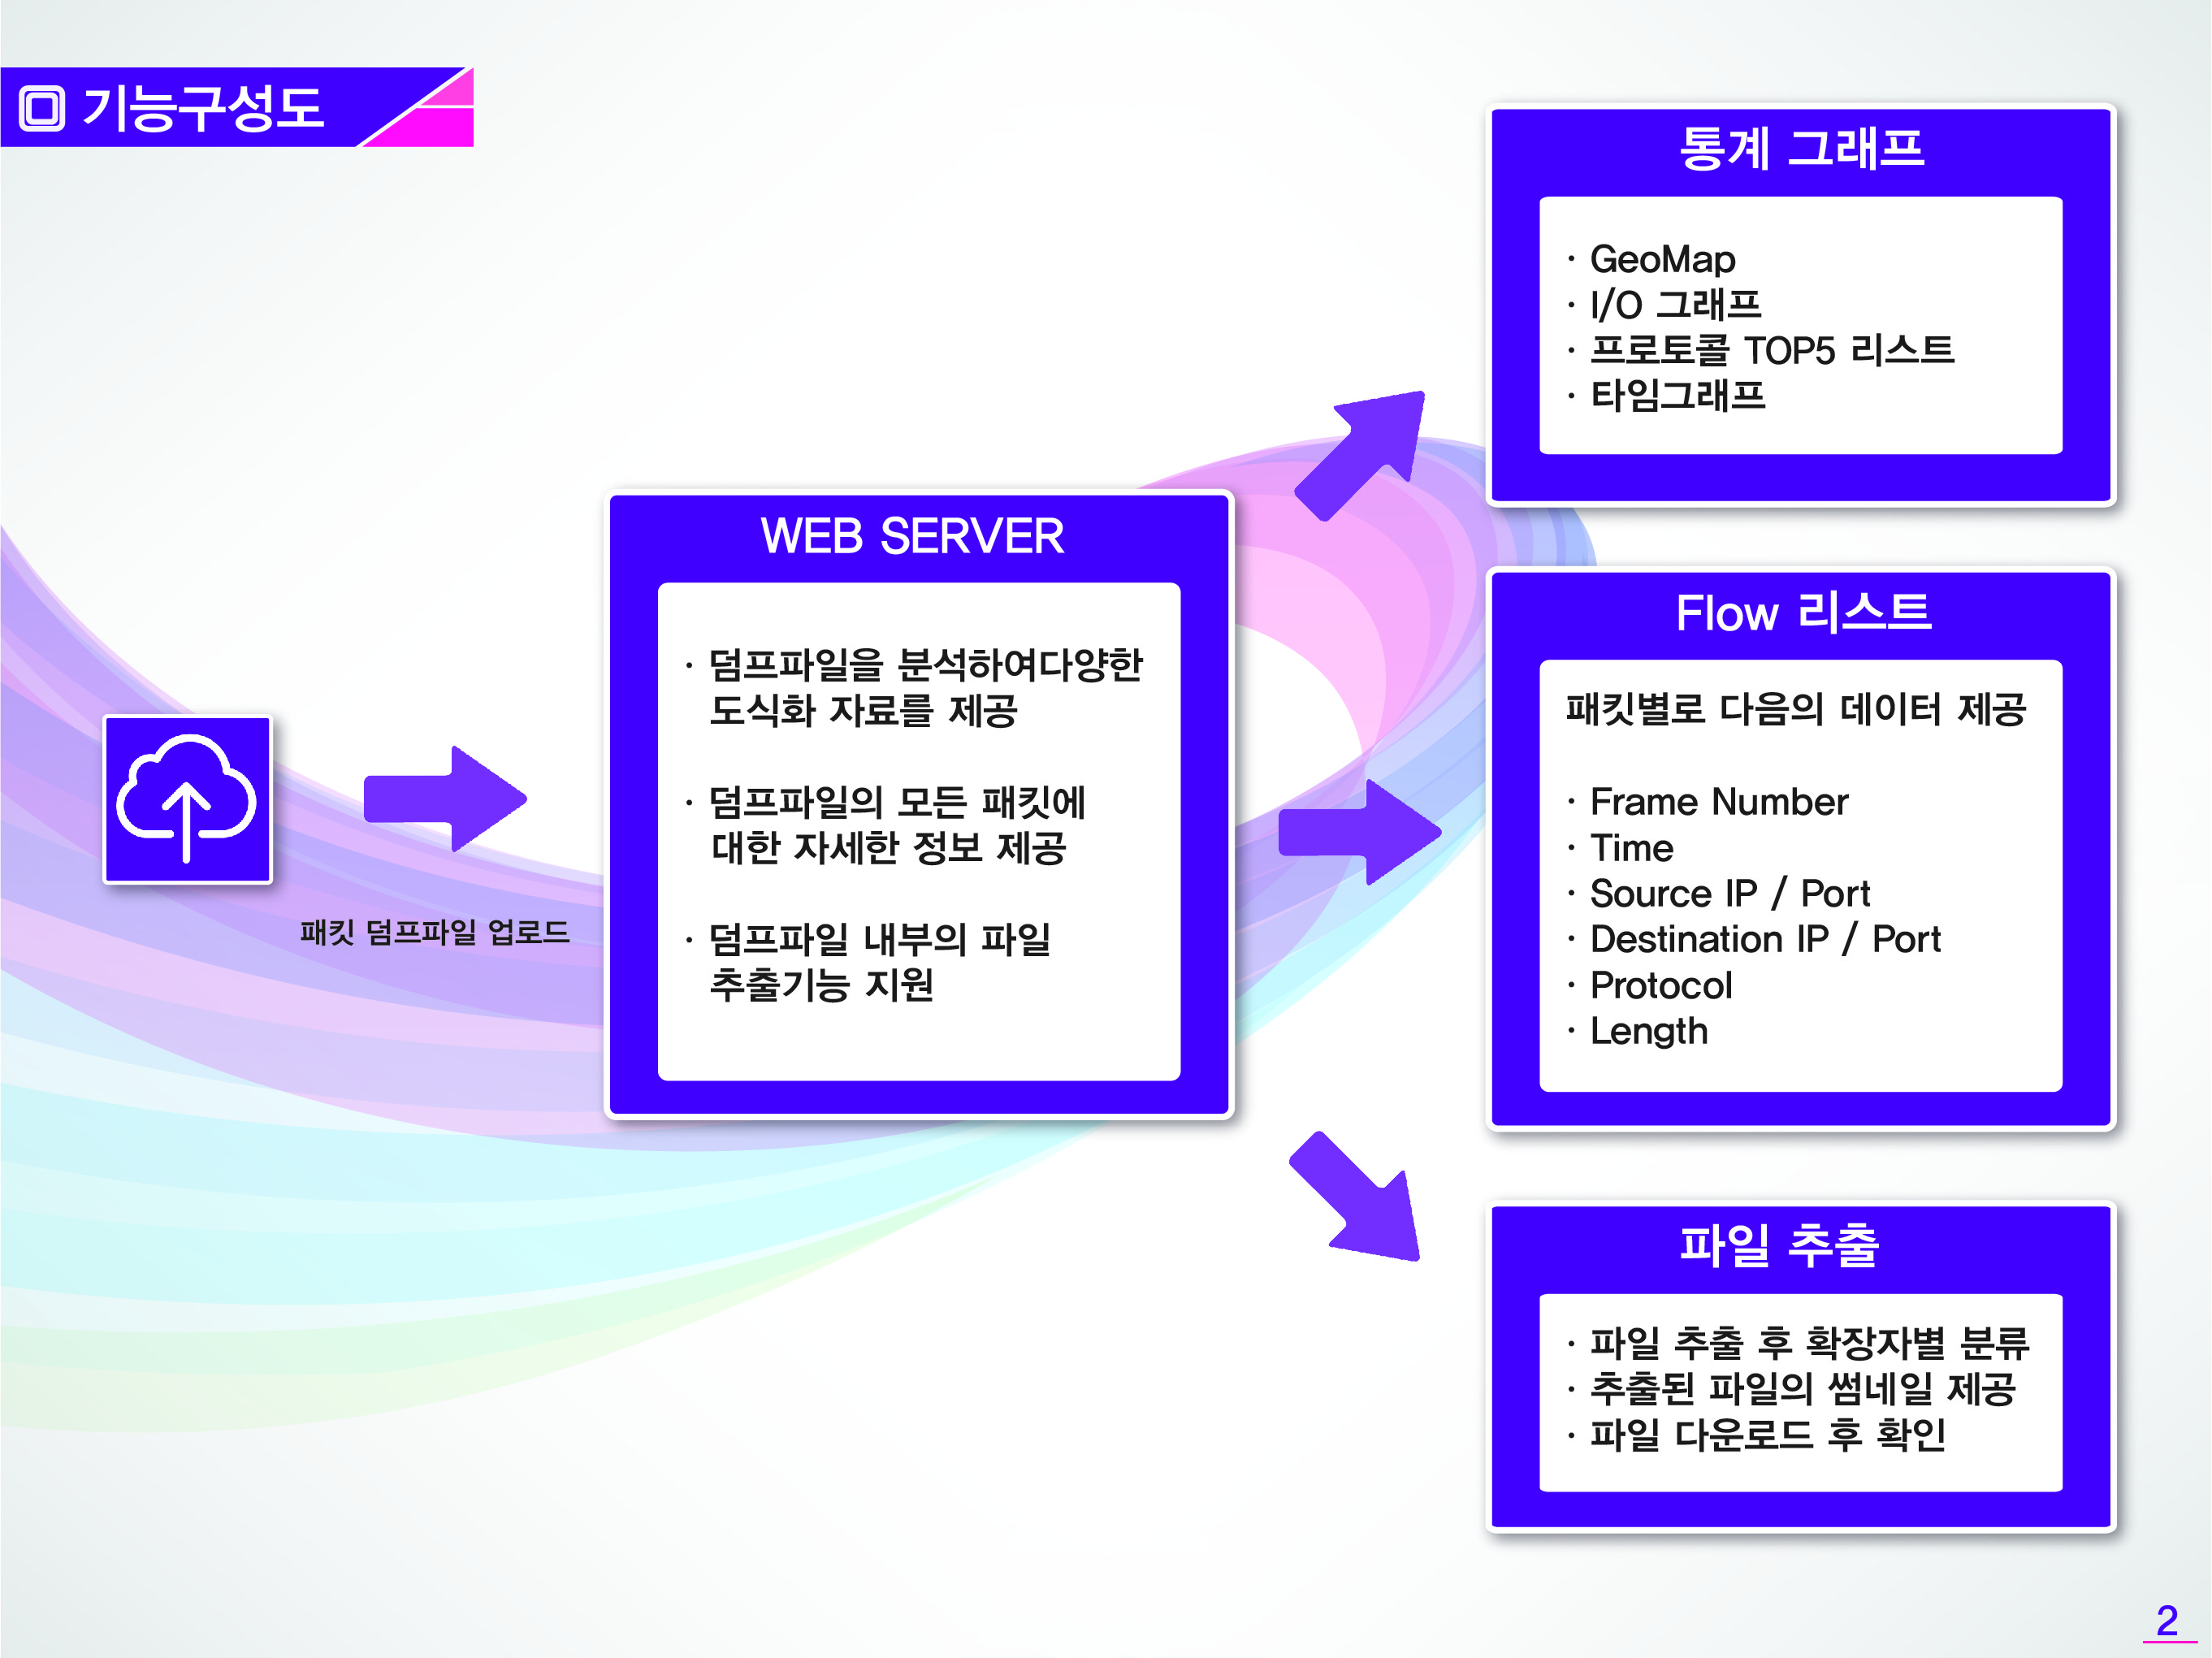 기능구성도
패킷 덤프파일 업로드
WEB SERVER
· 덤프파일을 분석하여다양한
도식화 자료를 제공
· 덤프파일의 모든 패킷에
대한 자세한 정보 제공
· 덤프파일 내부의 파일
추출기능 지원
통계 그래프
· GeoMap
· I/O 그래프
· 프로토콜 TOP5 리스트
· 타임그래프
Flow 리스트
패킷별로 다음의 데이터 제공
· Frame Number
· Time
· Source IP / Port
· Destination IP / Port
· Protocol
· Length
파일 추출
· 파일 추출 후 확장자별 분류
· 추출된 파일의 썸네일 제공
· 파일 다운로드 후 확인
2